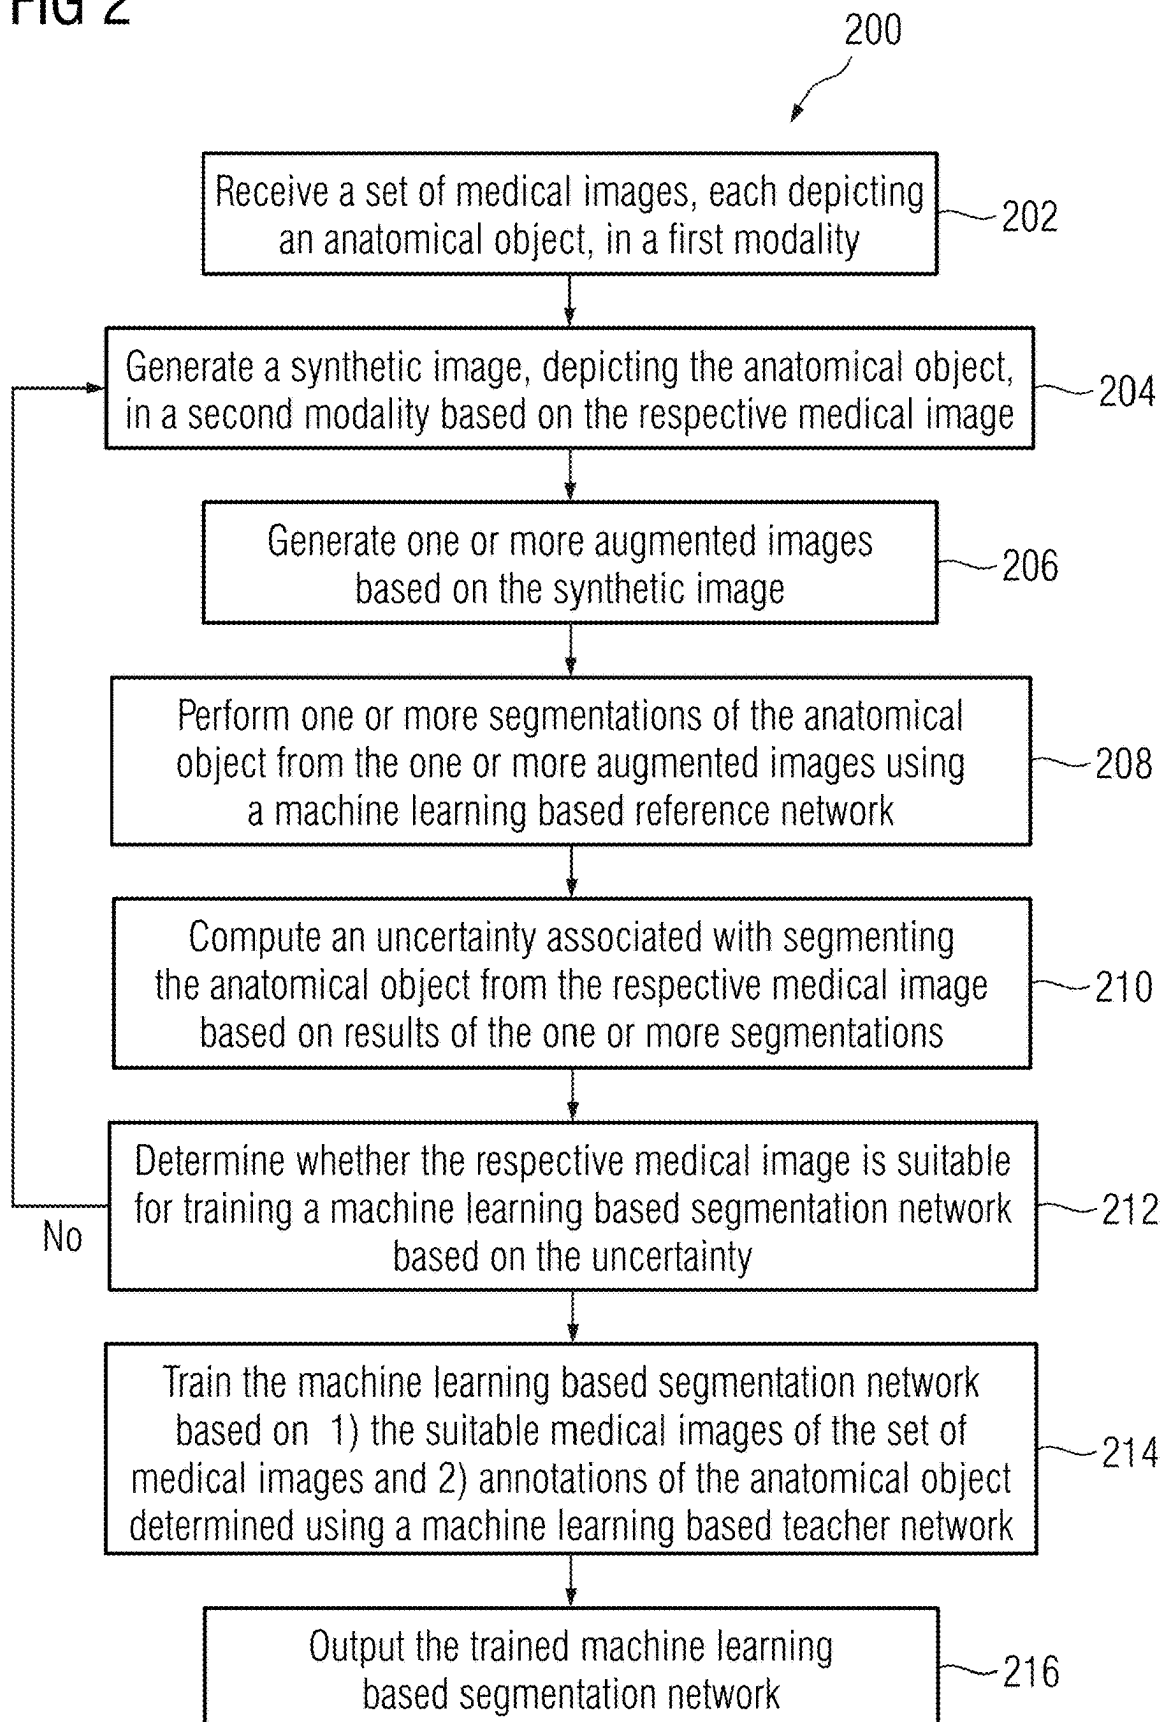 FIG 2
200
Receive a set of medical images, each depicting
an anatomical object, in a first modality
202
Generate a synthetic image, depicting the anatomical object,
in a second modality based on the respective medical image
204
Generate one or more augmented images
based on the synthetic image
206
Perform one or more segmentations of the anatomical
object from the one or more augmented images using
a machine learning based reference network
208
Compute an uncertainty associated with segmenting
the anatomical object from the respective medical image
based on results of the one or more segmentations
210
Determine whether the respective medical image is suitable
for training a machine learning based segmentation network
based on the uncertainty
212
No
Train the machine learning based segmentation network
based on 1) the suitable medical images of the set of
medical images and 2) annotations of the anatomical object
determined using a machine learning based teacher network
214
Output the trained machine learning
based segmentation network
216